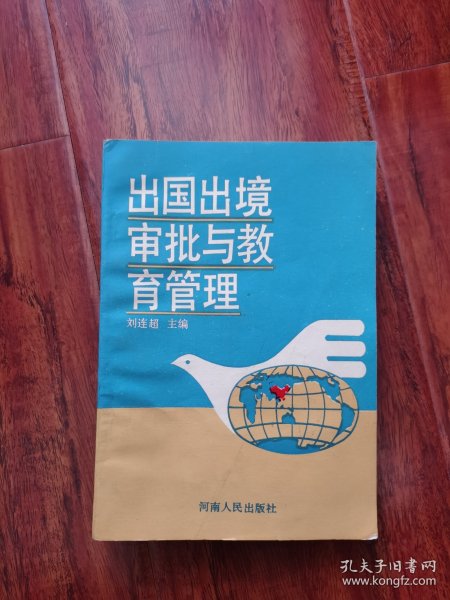 出国出境
审批与教
育管理
刘连超 主编
河南人民出版社
孔夫子旧书网
www.kongfz.com